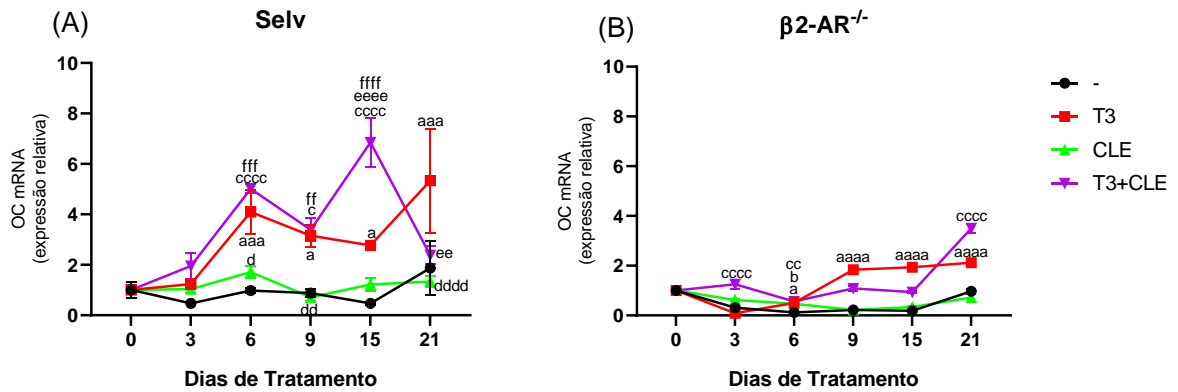 (A)
Selv
OC mRNA
(expressão relativa)
10
8
6
4
2
0
ffff
eeee
cccc
aaa
fff
cccc
ff
c
aaa
d
a
a
dd
ee
dddd
0 3 6 9 15 21
Dias de Tratamento
(B)
β2-AR-/-
OC mRNA
(expressão relativa)
10
8
6
4
2
0
cccc
cc
b
a
aaaa
aaaa
cccc
aaaa
0 3 6 9 15 21
Dias de Tratamento
-
T3
CLE
T3+CLE